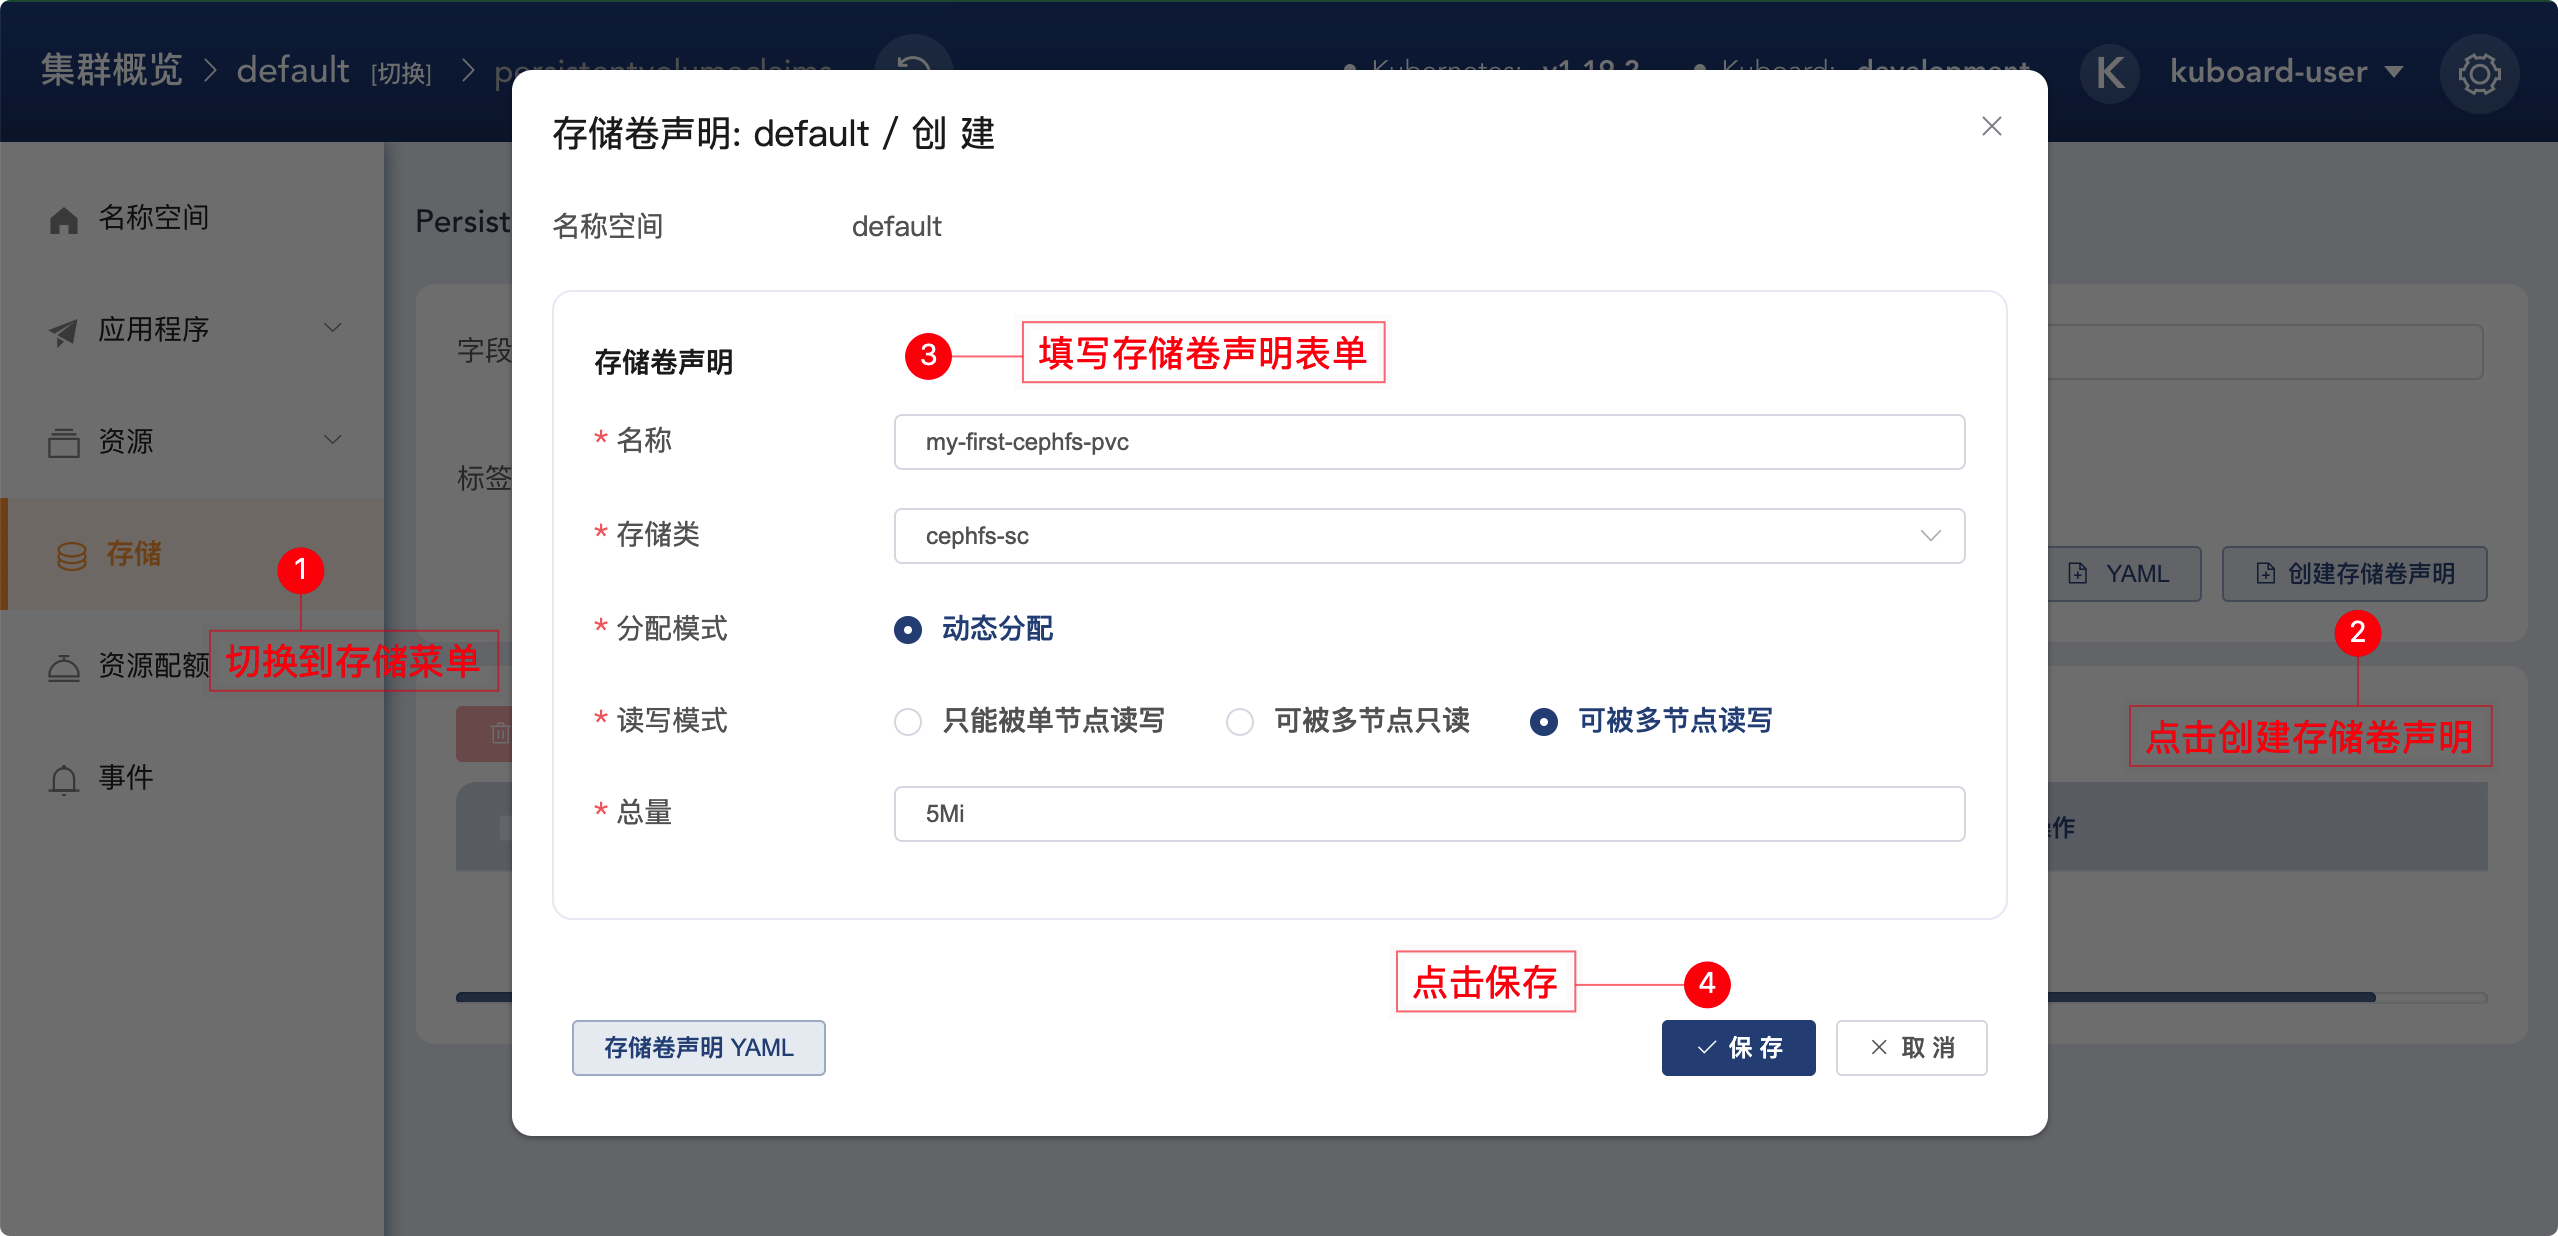 集群概览 > default [切换] > persistentvolumeclaims
Kubernetes: v1.19.2 Kuboard: development
K kuboard-user
名称空间
应用程序
资源
存储
资源配额
事件
1
切换到存储菜单
Persist
字段
标签
YAML
创建存储卷声明
2
点击创建存储卷声明
作
存储卷声明: default / 创 建
名称空间 default
存储卷声明
3 填写存储卷声明表单
* 名称 my-first-cephfs-pvc
* 存储类 cephfs-sc
* 分配模式 动态分配
* 读写模式 只能被单节点读写 可被多节点只读 可被多节点读写
* 总量 5Mi
点击保存 4
存储卷声明 YAML
保 存
取 消